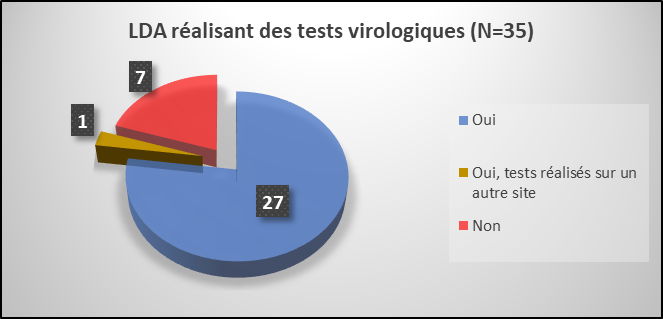 LDA réalisant des tests virologiques (N=35)
7
1
27
Oui
Oui, tests réalisés sur un
autre site
Non